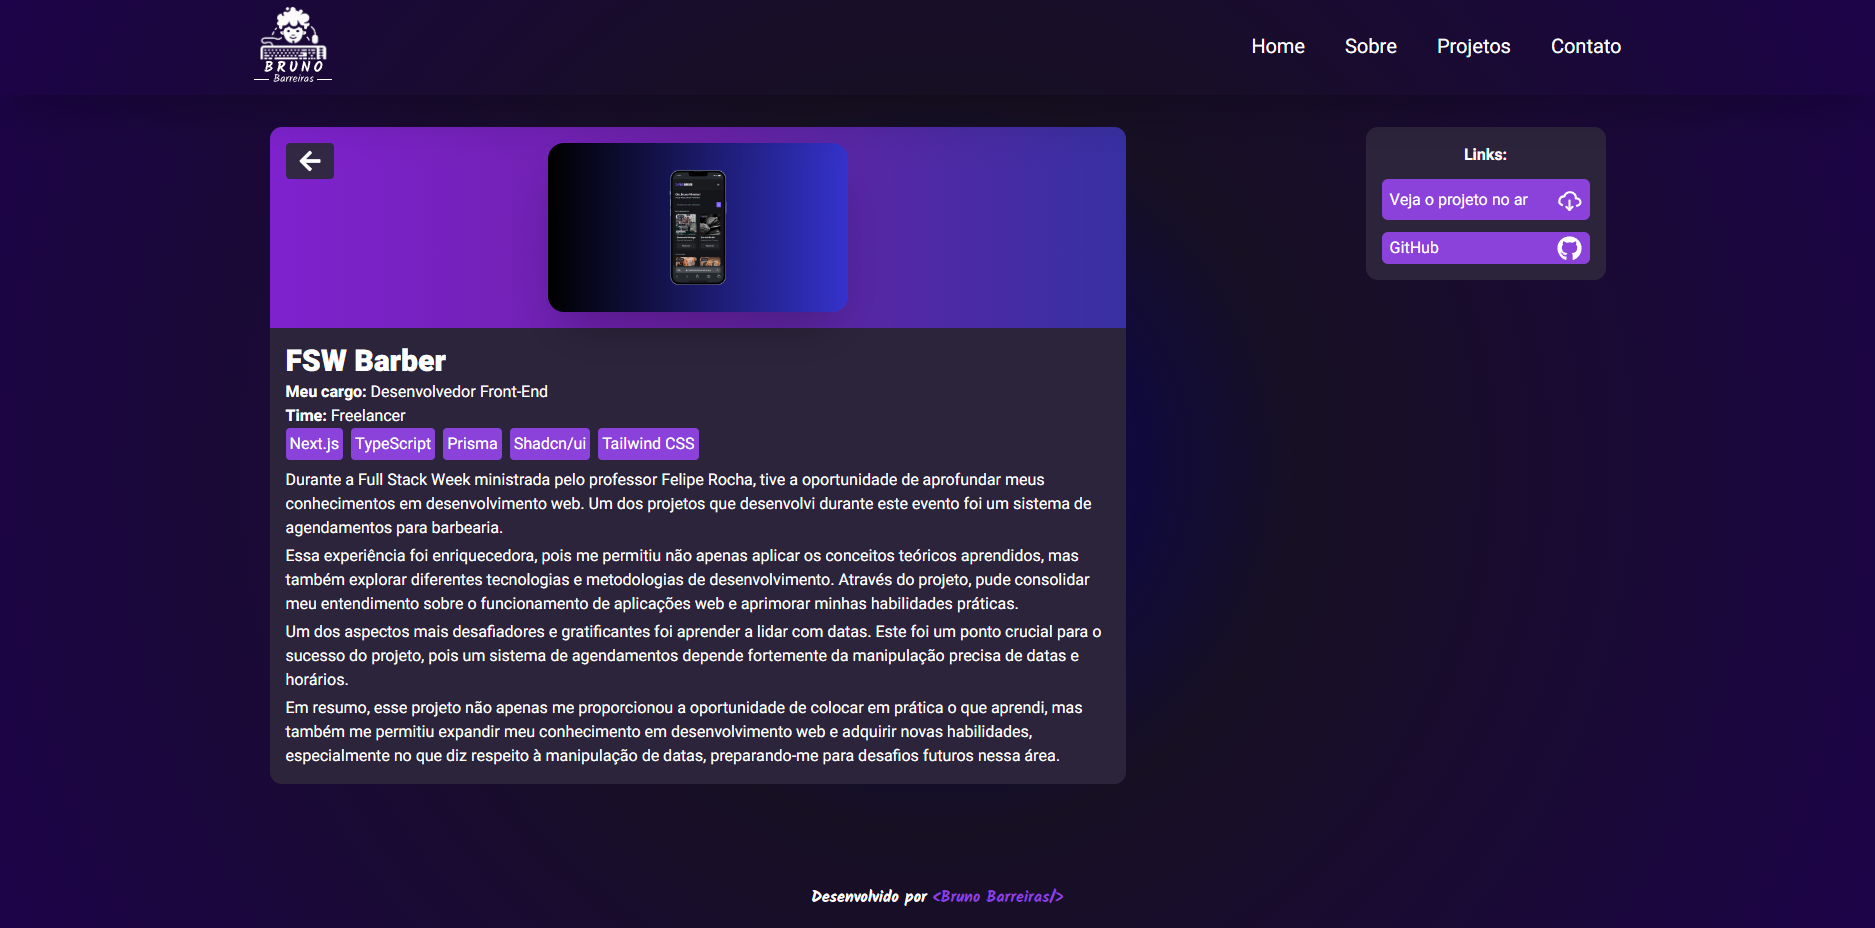 BRUNO
Barreiras
Home
Sobre
Projetos
Contato
FSW Barber
Meu cargo: Desenvolvedor Front-End
Time: Freelancer
Next.js
TypeScript
Prisma
Shadcn/ui
Tailwind CSS
Durante a Full Stack Week ministrada pelo professor Felipe Rocha, tive a oportunidade de aprofundar meus
conhecimentos em desenvolvimento web. Um dos projetos que desenvolvi durante este evento foi um sistema de
agendamentos para barbearia.
Essa experiência foi enriquecedora, pois me permitiu não apenas aplicar os conceitos teóricos aprendidos, mas
também explorar diferentes tecnologias e metodologias de desenvolvimento. Através do projeto, pude consolidar
meu entendimento sobre o funcionamento de aplicações web e aprimorar minhas habilidades práticas.
Um dos aspectos mais desafiadores e gratificantes foi aprender a lidar com datas. Este foi um ponto crucial para o
sucesso do projeto, pois um sistema de agendamentos depende fortemente da manipulação precisa de datas e
horários.
Em resumo, esse projeto não apenas me proporcionou a oportunidade de colocar em prática o que aprendi, mas
também me permitiu expandir meu conhecimento em desenvolvimento web e adquirir novas habilidades,
especialmente no que diz respeito à manipulação de datas, preparando-me para desafios futuros nessa área.
Links:
Veja o projeto no ar
GitHub
Desenvolvido por <Bruno Barreiras/>